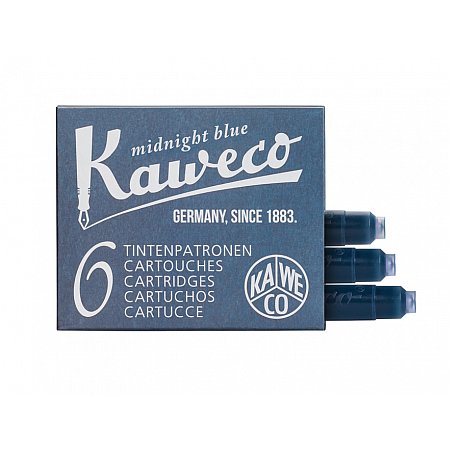 midnight blue
Kaweco
GERMANY, SINCE 1883.
6
TINTENPATRONEN
CARTOUCHES
CARTRIDGES
CARTUCHOS
CARTUCCE
KA WE
CO